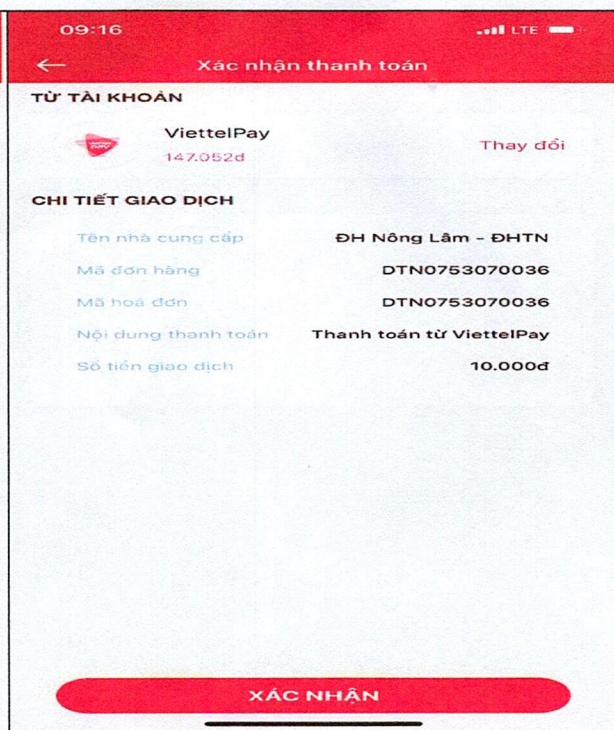 09:16 LTE
Xác nhận thanh toán
TỪ TÀI KHOẢN
ViettelPay
147.052đ
Thay đổi
CHI TIẾT GIAO DỊCH
Tên nhà cung cấp ĐH Nông Lâm - ĐHTN
Mã đơn hàng DTN0753070036
Mã hoá đơn DTN0753070036
Nội dung thanh toán Thanh toán từ ViettelPay
Số tiền giao dịch 10.000đ
XÁC NHẬN